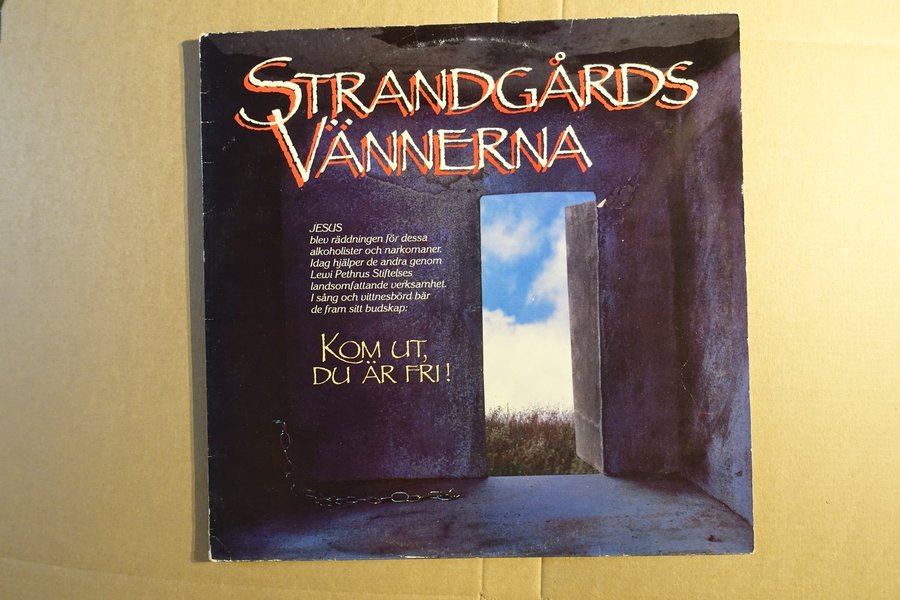 STRANDGÅRDS
VÄNNERNA
JESUS
blev räddningen för dessa
alkoholister och narkomaner.
Idag hjälper de andra genom
Lewi Pethrus Stiftelses
landsomfattande verksamhet.
I sång och vittnesbörd bär
de fram sitt budskap:
KOM UT,
DU ÄR FRI!